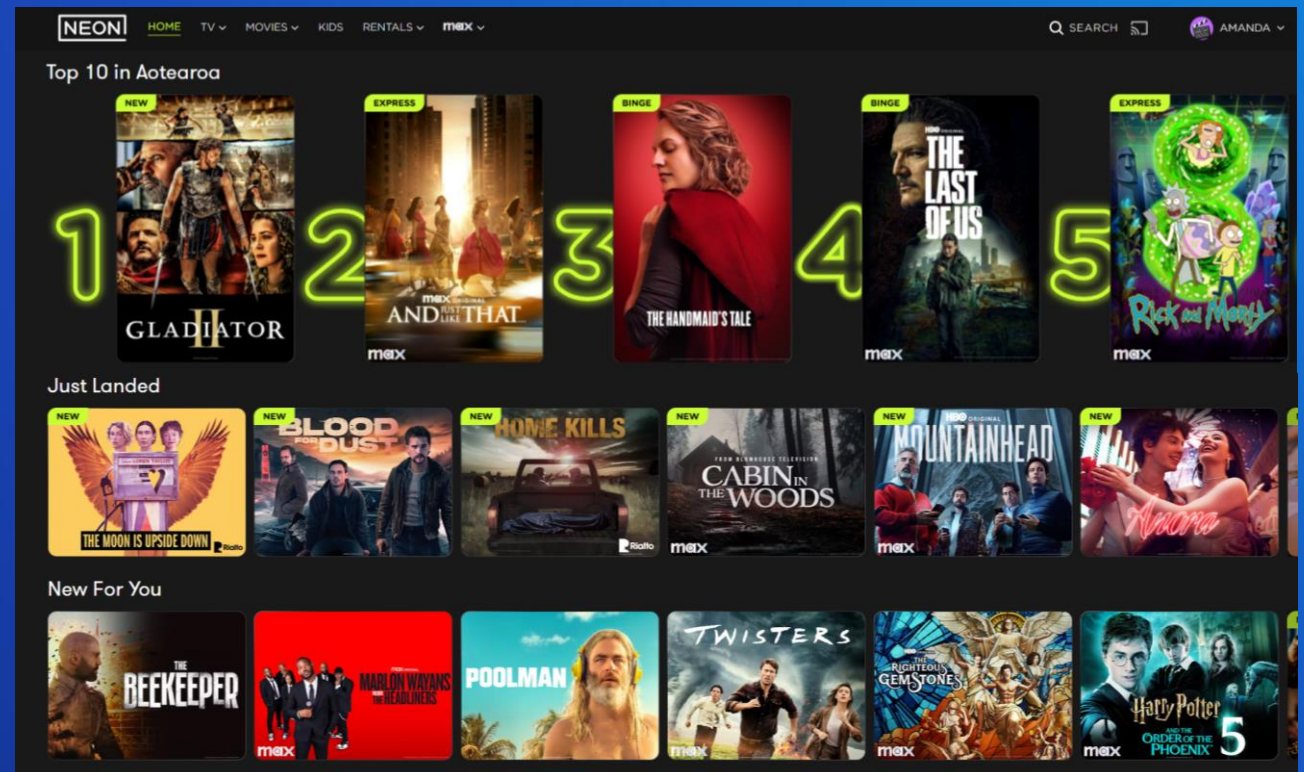 NEON HOME TV MOVIES KIDS RENTALS max SEARCH AMANDA
Top 10 in Aotearoa
NEW EXPRESS BINGE BINGE EXPRESS
1
GLADIATOR
II
2
max ORIGINAL
AND JUST LIKE THAT
max
3
THE HANDMAID'S TALE
4
HBO ORIGINAL
THE
LAST
OF US
max
5
Rick and Morty
max
Just Landed
NEW
THE MOON IS UPSIDE DOWN
Rialto
NEW
BLOOD
FOR
DUST
NEW
HOME KILLS
Rialto
NEW
FROM BLUMHOUSE TELEVISION
CABIN IN
THE WOODS
max
NEW
HBO ORIGINAL
MOUNTAINHEAD
max
NEW
Anora
New For You
THE
BEEKEEPER
max ORIGINAL
MARLON WAYANS
THE HEADLINERS
max
POOLMAN
TWISTERS
max
THE
RIGHTEOUS
GEMSTONES
max
Harry Potter
AND THE
ORDER OF THE
PHOENIX
5
max